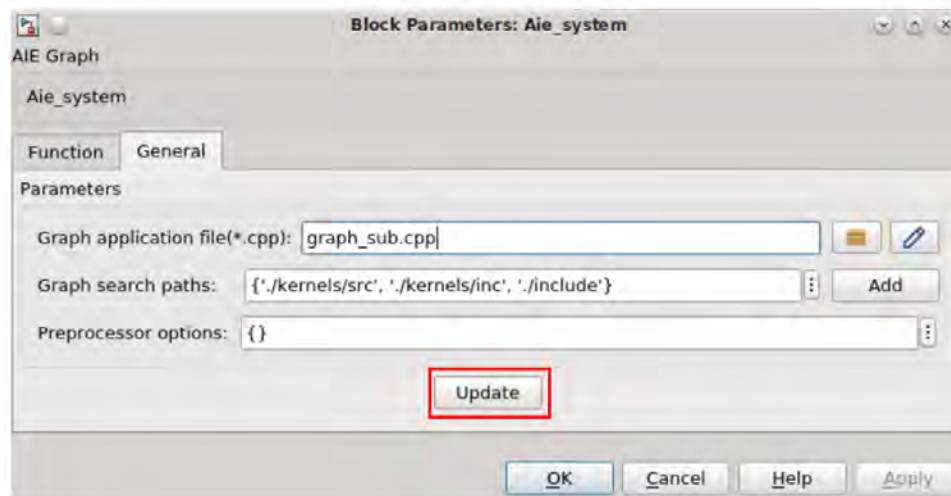 Block Parameters: Aie_system
AIE Graph
Aie_system
Function General
Parameters
Graph application file(*.cpp): graph_sub.cpp
Graph search paths: {'./kernels/src', './kernels/inc', './include'} Add
Preprocessor options: {}
Update
OK Cancel Help Apply